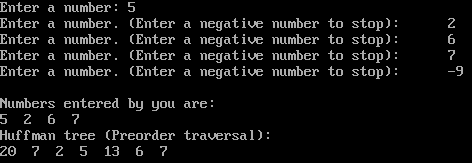 Enter a number: 5
Enter a number. (Enter a negative number to stop): 2
Enter a number. (Enter a negative number to stop): 6
Enter a number. (Enter a negative number to stop): 7
Enter a number. (Enter a negative number to stop): -9
Numbers entered by you are:
5 2 6 7
Huffman tree (Preorder traversal):
20 7 2 5 13 6 7